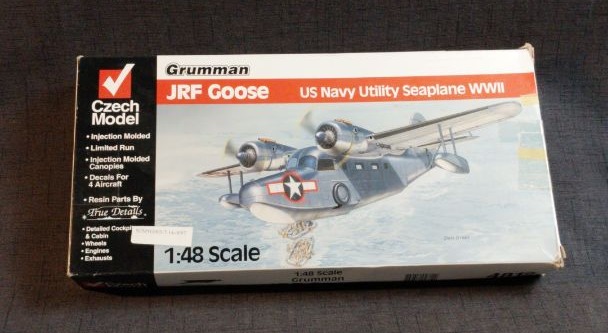 Grumman
JRF Goose
US Navy Utility Seaplane WWII
Czech
Model
• Injection Molded
• Limited Run
• Injection Molded
Canopies
• Decals For
4 Aircraft
• Resin Parts By
True Details
• Detailed
& Cabin
• Wheels
• Engines
• Exhausts
1:48 Scale
1:48 Scale
Grumman